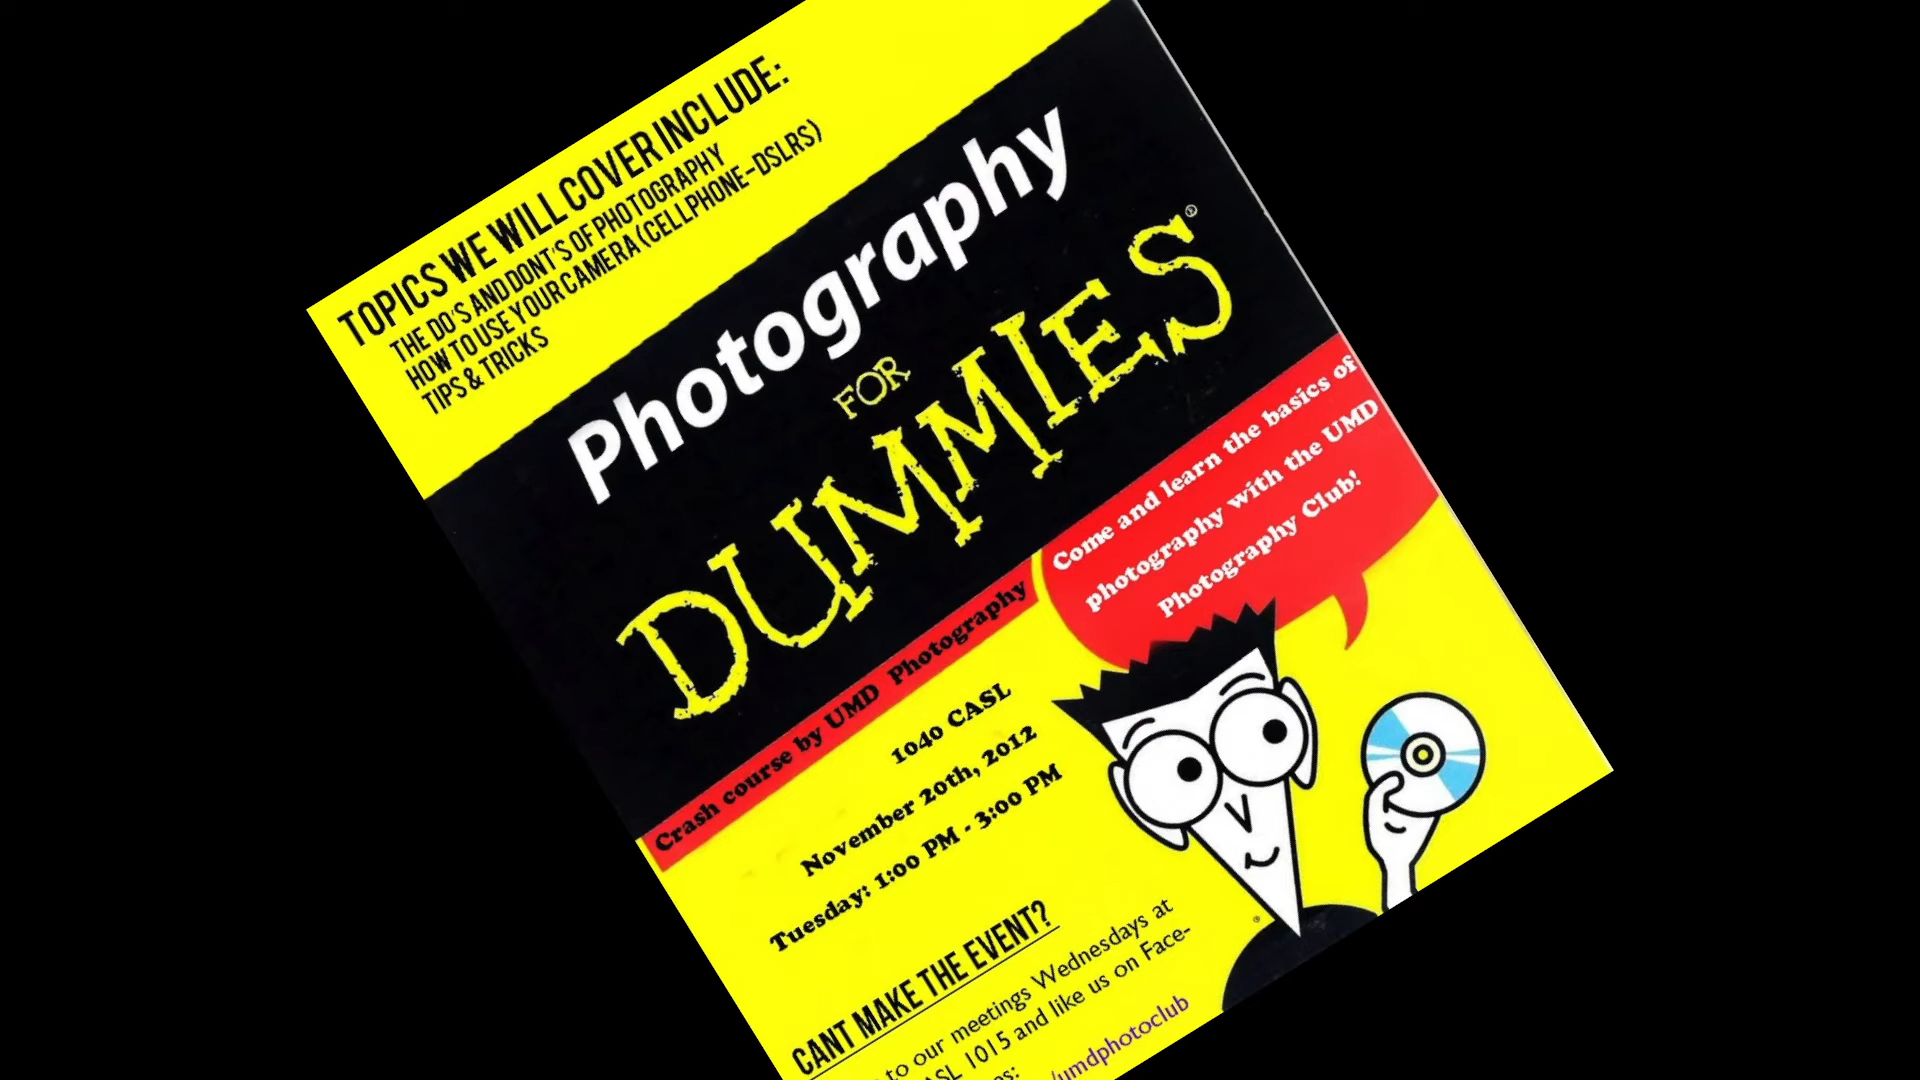 TOPICS WE WILL COVER INCLUDE:
THE DO'S AND DONT'S OF PHOTOGRAPHY
HOW TO USE YOUR CAMERA (CELLPHONE-DSLRS)
TIPS & TRICKS
Photography
FOR
DUMMIES®
Come and learn the basics of
photography with the UMD
Photography Club!
Crash course by UMD Photography
1040 CASL
November 20th, 2012
Tuesday: 1:00 PM - 3:00 PM
CANT MAKE THE EVENT?
to our meetings Wednesdays at
1015 and like us on Face-
/umdphotoclub